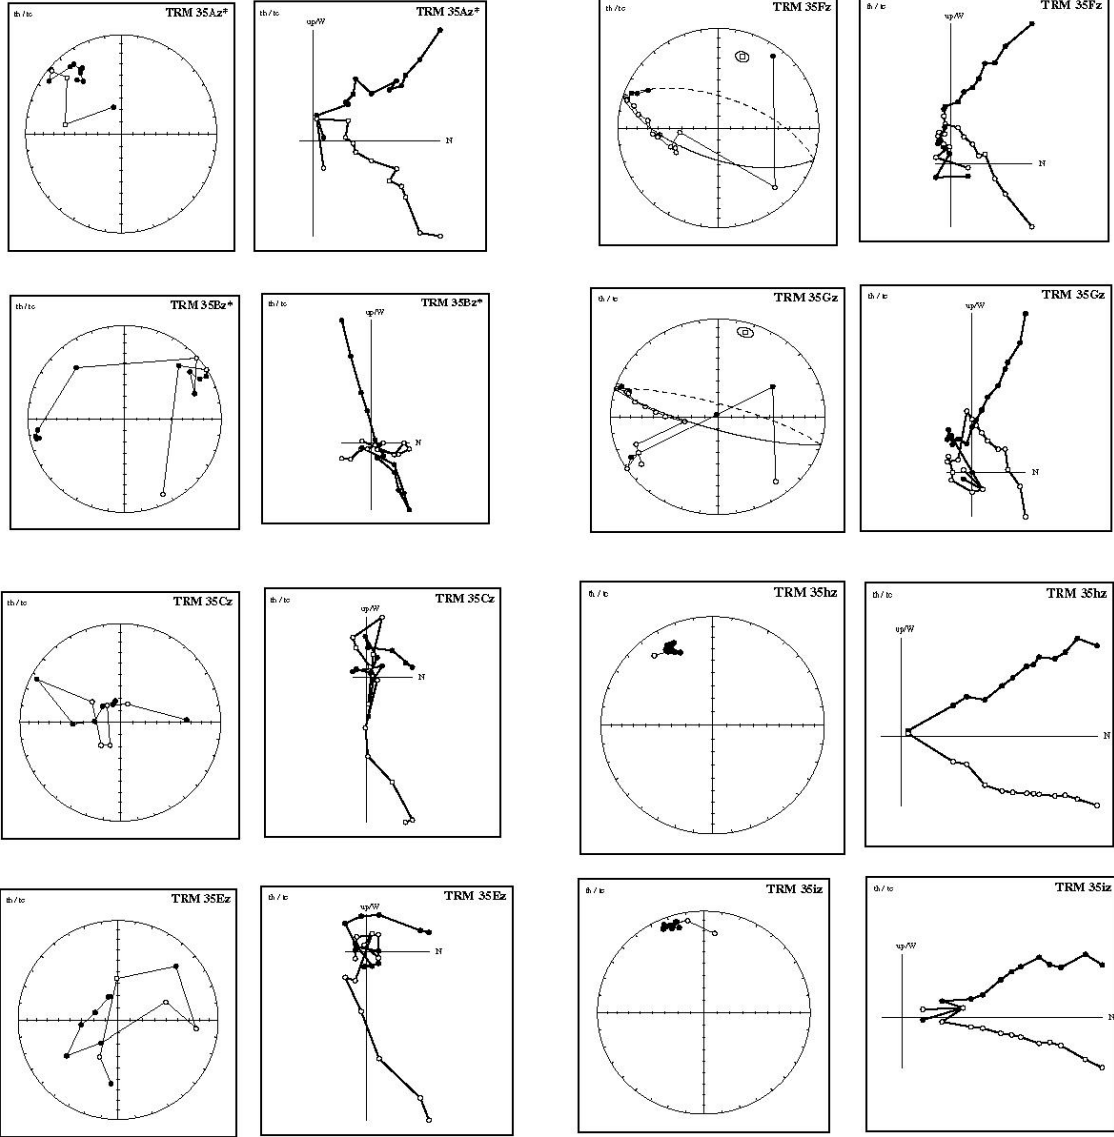 th / tc TRM 35Az* th / tc TRM 35Az* up/W N
th / tc TRM 35Fz th / tc TRM 35Fz up/W N
th / tc TRM 35Bz* th / tc TRM 35Bz* up/W N
th / tc TRM 35Gz th / tc TRM 35Gz up/W N
th / tc TRM 35Cz th / tc TRM 35Cz up/W N
th / tc TRM 35hz th / tc TRM 35hz up/W N
th / tc TRM 35Ez th / tc TRM 35Ez up/W N
th / tc TRM 35iz th / tc TRM 35iz up/W N